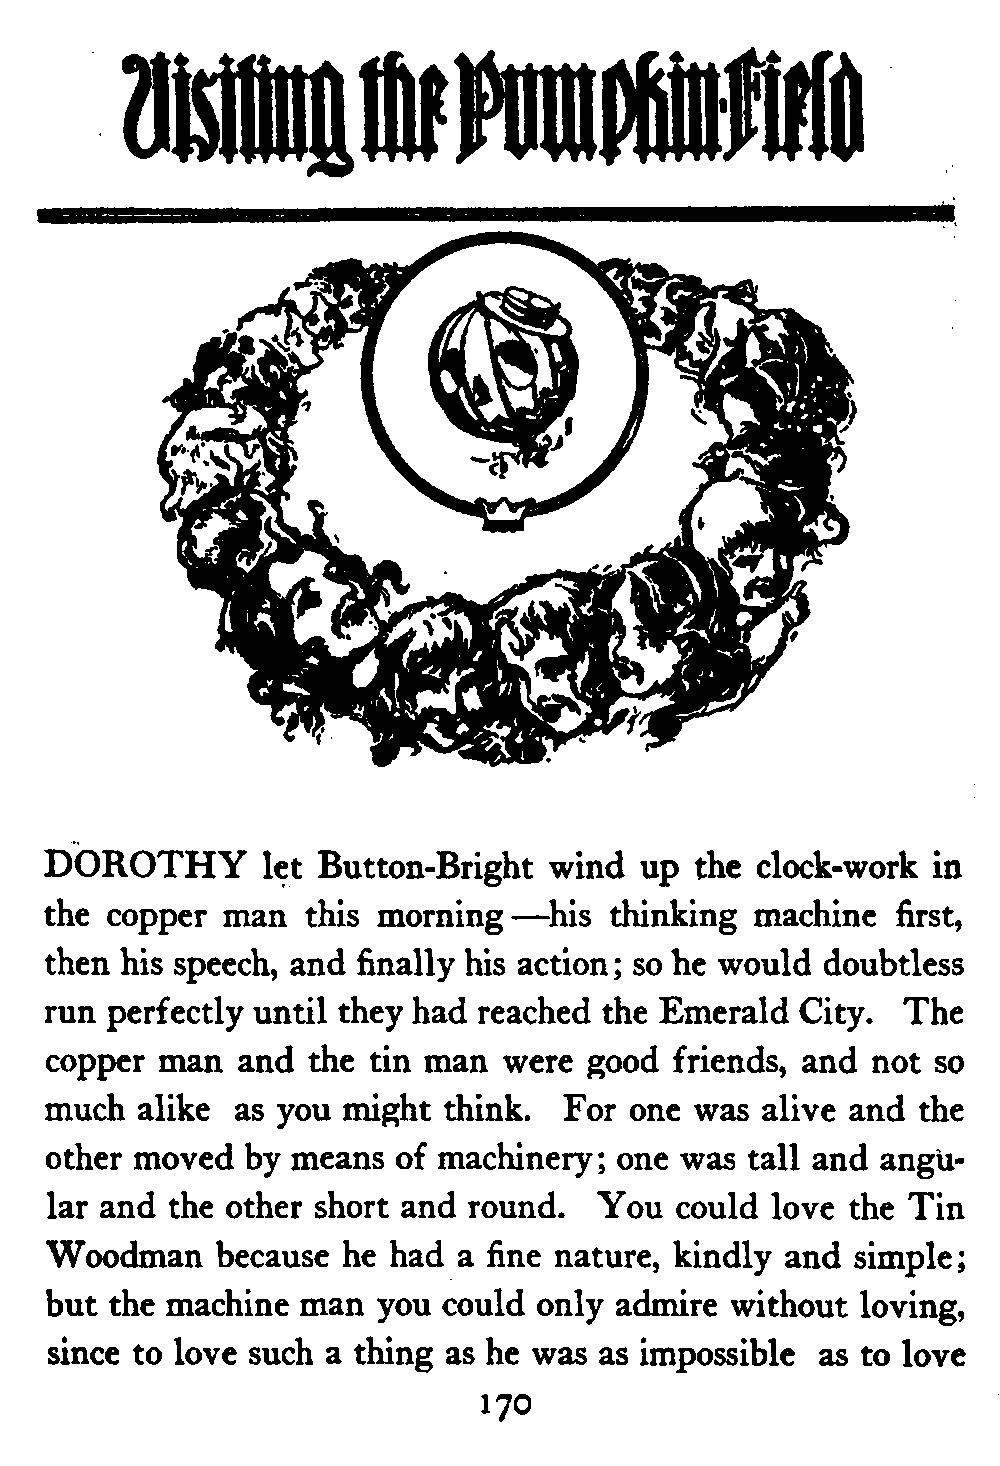 Visiting the Pumpkin-Field
DOROTHY let Button-Bright wind up the clock-work in
the copper man this morning—his thinking machine first,
then his speech, and finally his action; so he would doubtless
run perfectly until they had reached the Emerald City. The
copper man and the tin man were good friends, and not so
much alike as you might think. For one was alive and the
other moved by means of machinery; one was tall and angu-
lar and the other short and round. You could love the Tin
Woodman because he had a fine nature, kindly and simple;
but the machine man you could only admire without loving,
since to love such a thing as he was as impossible as to love
170